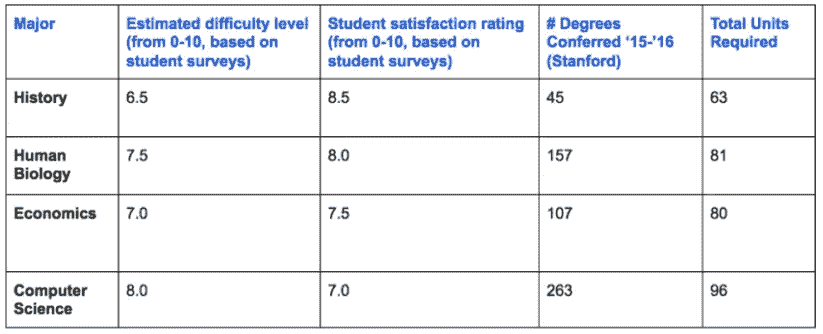 Major
Estimated difficulty level
(from 0-10, based on
student surveys)
Student satisfaction rating
(from 0-10, based on
student surveys)
# Degrees
Conferred ‘15-’16
(Stanford)
Total Units
Required
History
6.5
8.5
45
63
Human
Biology
7.5
8.0
157
81
Economics
7.0
7.5
107
80
Computer
Science
8.0
7.0
263
96